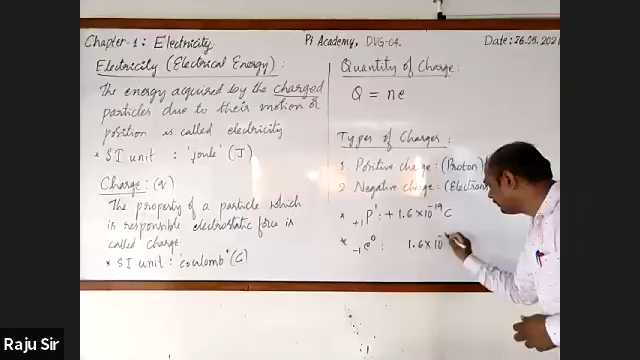 Chapter-1: Electricity
Pi Academy, DVG-04.
Date: 26.05.202
Electricity (Electrical Energy):
The energy acquired by the charged
particles due to their motion or
position is called electricity
* SI unit : 'joule' (J)
Charge: (q)
The property of a particle which
is responsible electrostatic force is
called charge.
* SI unit: 'coulomb' (C)
Quantity of Charge:
Q = ne
Types of Charges:
1. Positive charge: (Proton)
2 Negative charge: (Electrons
* ₊₁P¹: + 1.6 × 10⁻¹⁹ C
* ₋₁e⁰: 1.6 × 10⁻
Raju Sir